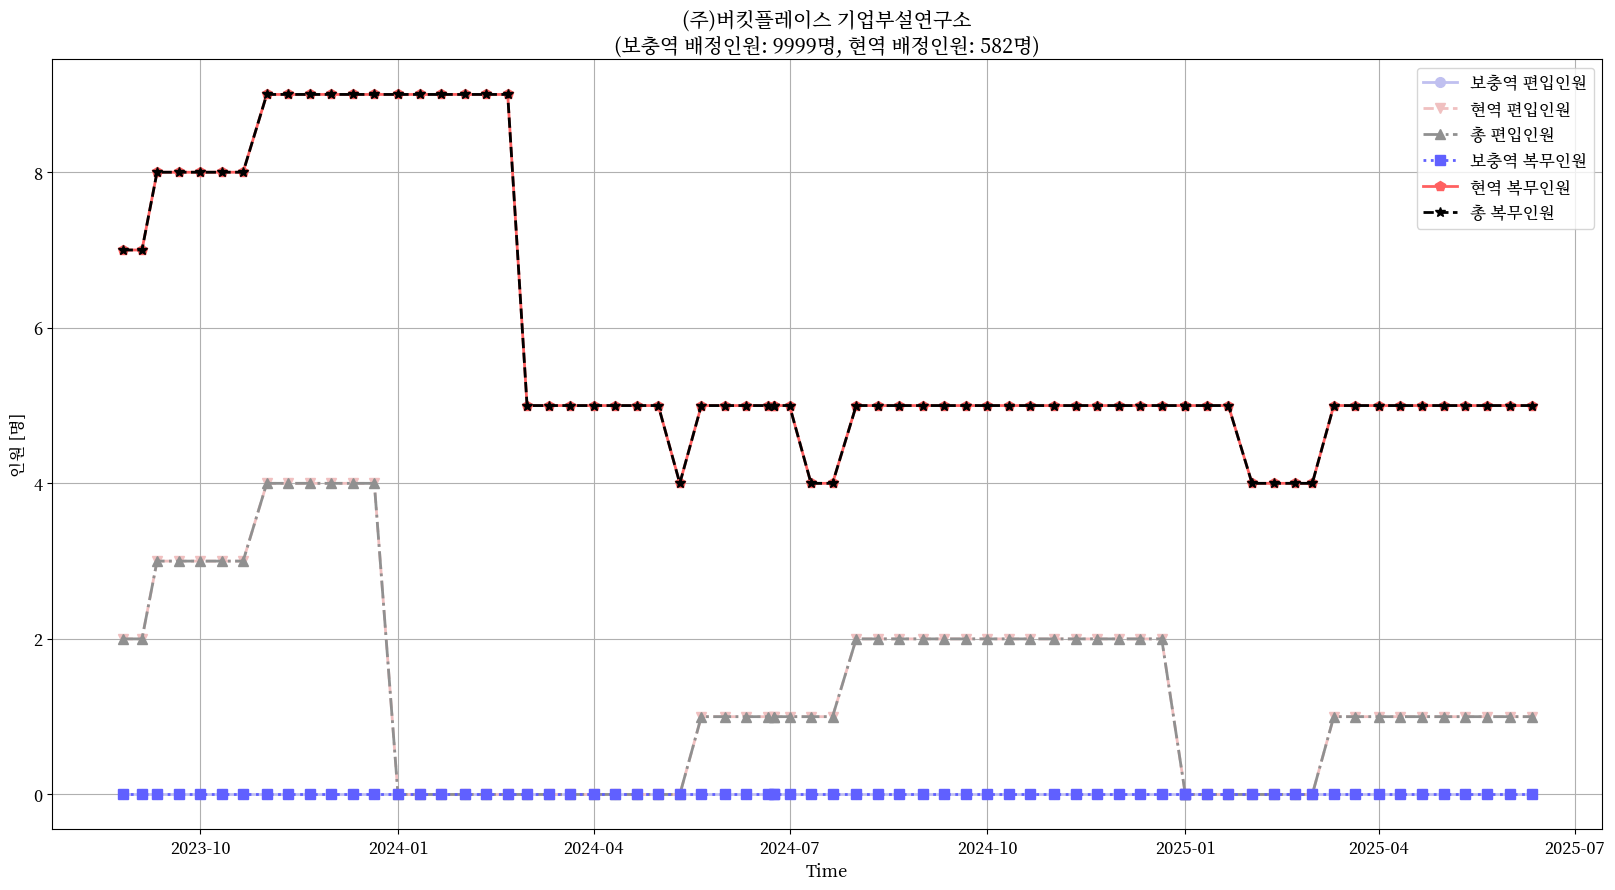 (주)버킷플레이스 기업부설연구소
(보충역 배정인원: 9999명, 현역 배정인원: 582명)
보충역 편입인원
현역 편입인원
총 편입인원
보충역 복무인원
현역 복무인원
총 복무인원
인원 [명]
8
6
4
2
0
2023-10
2024-01
2024-04
2024-07
2024-10
2025-01
2025-04
2025-07
Time